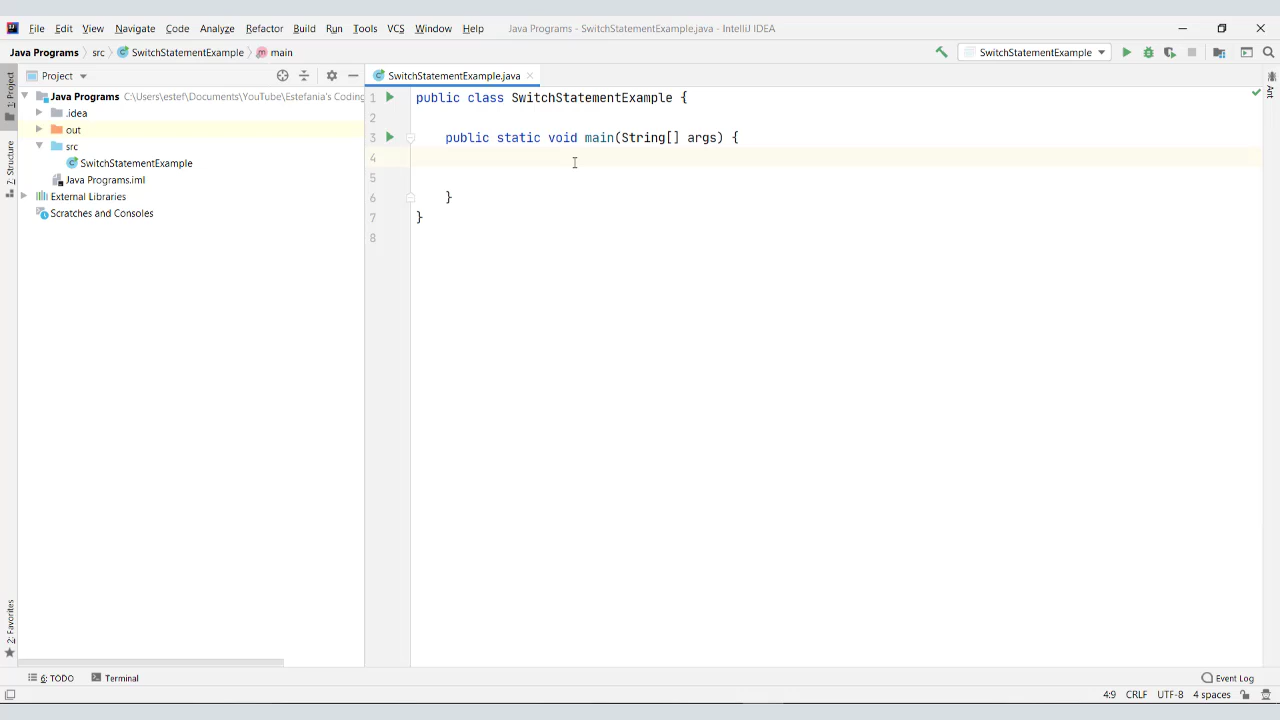 File Edit View Navigate Code Analyze Refactor Build Run Tools VCS Window Help Java Programs - SwitchStatementExample.java - IntelliJ IDEA
Java Programs src SwitchStatementExample main SwitchStatementExample
Project SwitchStatementExample.java
1: Project
Z: Structure
2: Favorites
Ant
Java Programs C:\Users\estef\Documents\YouTube\Estefania's Coding
.idea
out
src
SwitchStatementExample
Java Programs.iml
External Libraries
Scratches and Consoles
1 public class SwitchStatementExample {
2
3 public static void main(String[] args) {
4
5
6 }
7 }
8
6: TODO Terminal Event Log
4:9 CRLF UTF-8 4 spaces